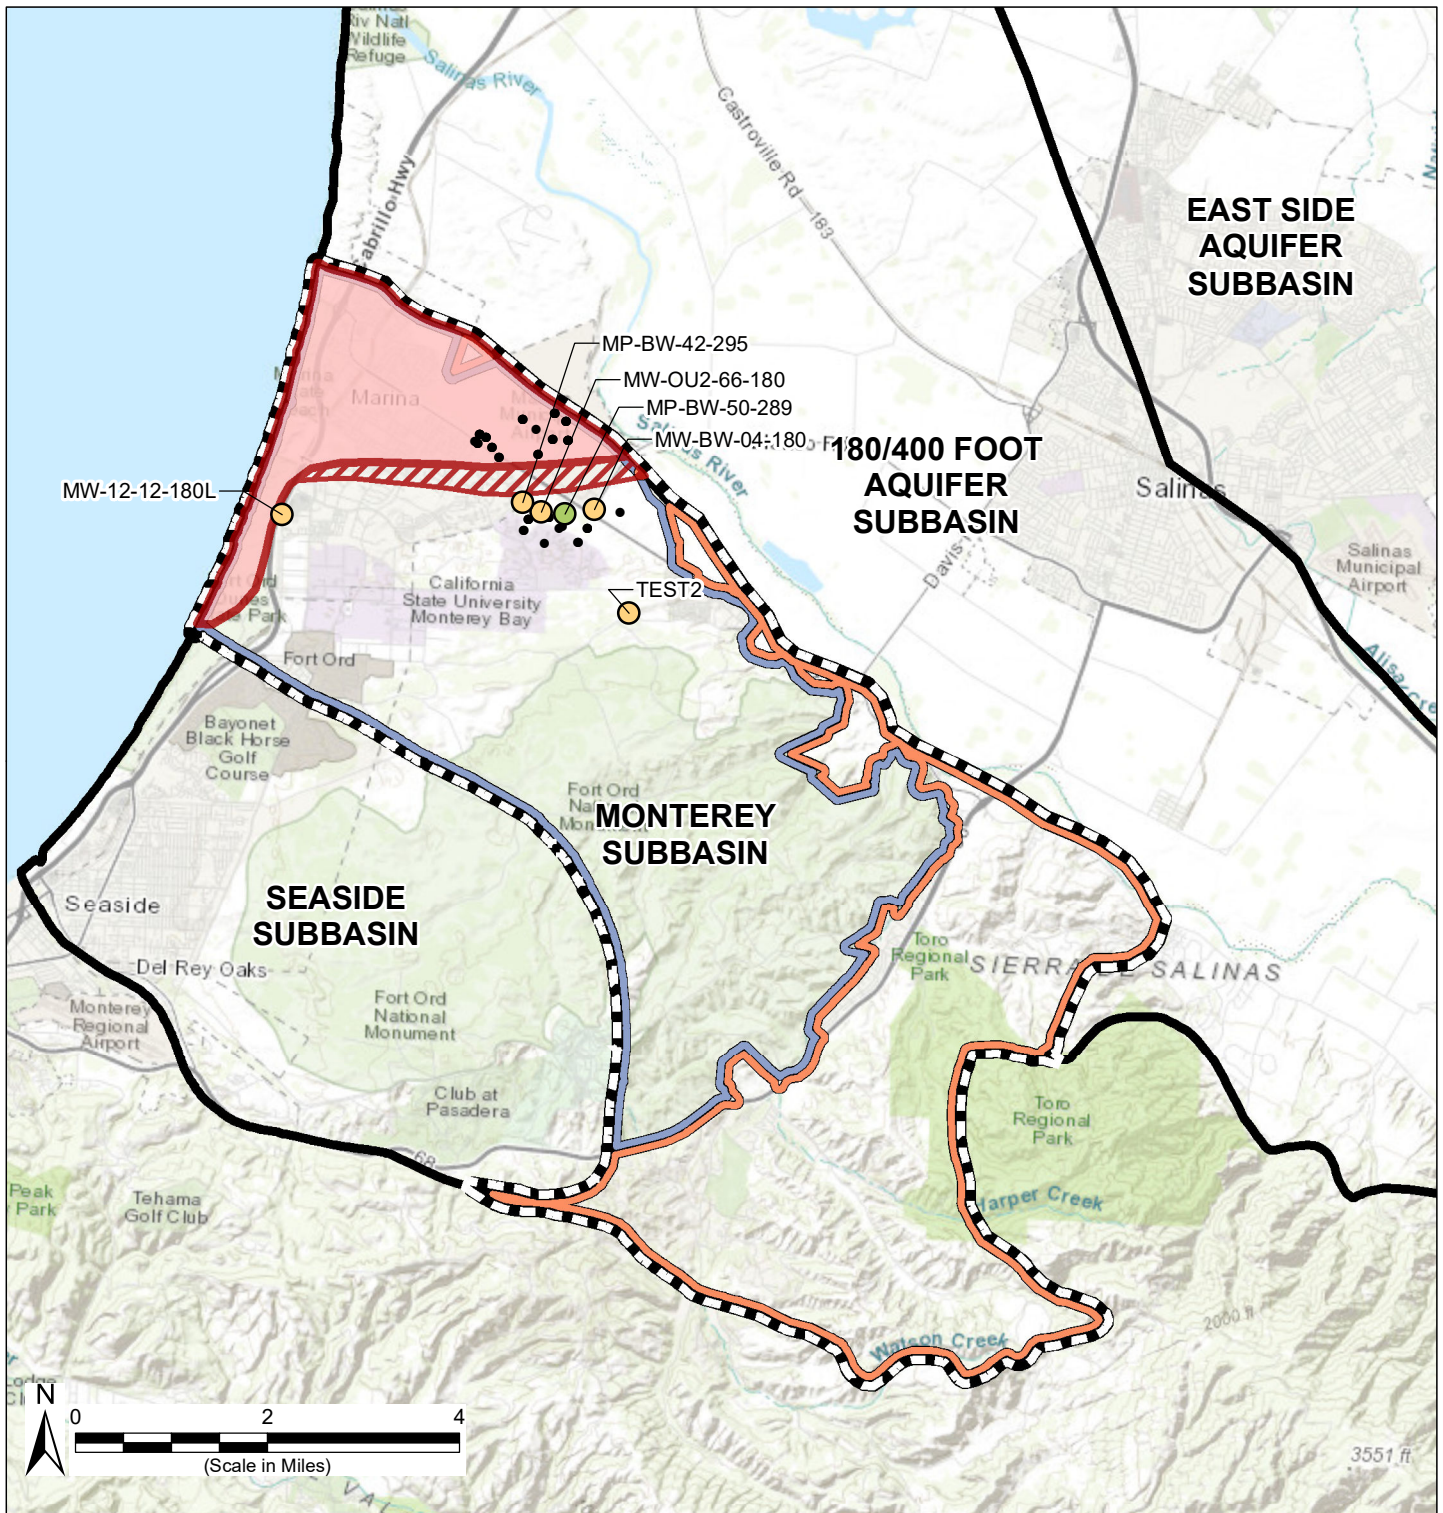 Riv Natl
Wildlife
Refuge
Salinas River
Cabrillo Hwy
Castroville Rd
183
EAST SIDE
AQUIFER
SUBBASIN
MP-BW-42-295
MW-OU2-66-180
MP-BW-50-289
MW-BW-04-180
Marina
Salinas River
180/400 FOOT
AQUIFER
SUBBASIN
Salinas
MW-12-12-180L
Davis
Salinas
Municipal
Airport
California
State University
Monterey Bay
TEST2
Fort Ord
Bayonet
Black Horse
Golf
Course
Fort Ord
MONTEREY
SUBBASIN
SEASIDE
SUBBASIN
Seaside
Del Rey Oaks
Toro
Regional
Park
Monterey
Regional
Airport
Fort Ord
National
Monument
Club at
Pasadera
Toro
Regional
Park
68
Peak
Park
Tehama
Golf Club
Harper Creek
2000 ft
Watson Creek
N
0 2 4
(Scale in Miles)
3551 ft